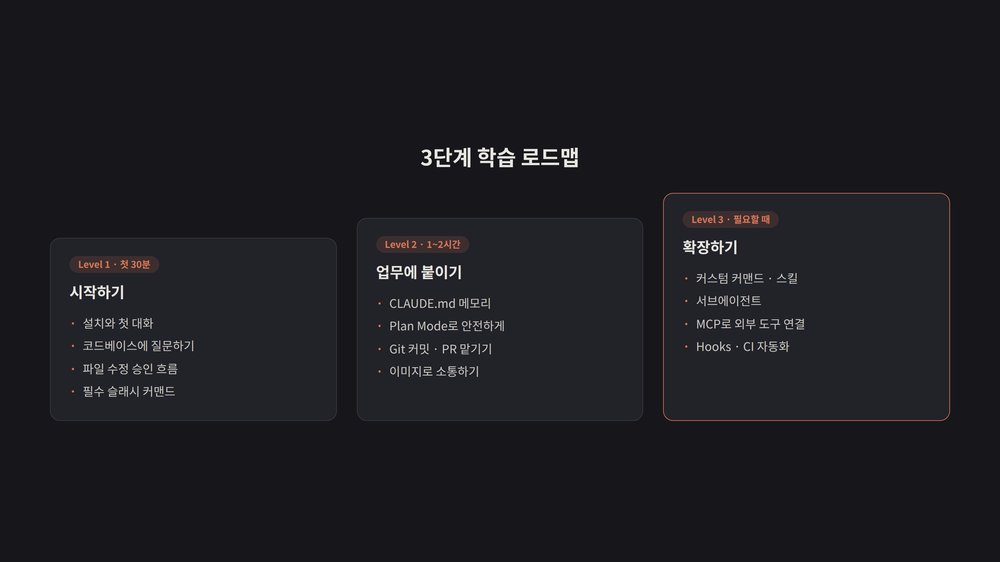 3단계 학습 로드맵
Level 1 · 첫 30분
시작하기
• 설치와 첫 대화
• 코드베이스에 질문하기
• 파일 수정 승인 흐름
• 필수 슬래시 커맨드
Level 2 · 1~2시간
업무에 붙이기
• CLAUDE.md 메모리
• Plan Mode로 안전하게
• Git 커밋 · PR 맡기기
• 이미지로 소통하기
Level 3 · 필요할 때
확장하기
• 커스텀 커맨드 · 스킬
• 서브에이전트
• MCP로 외부 도구 연결
• Hooks · CI 자동화